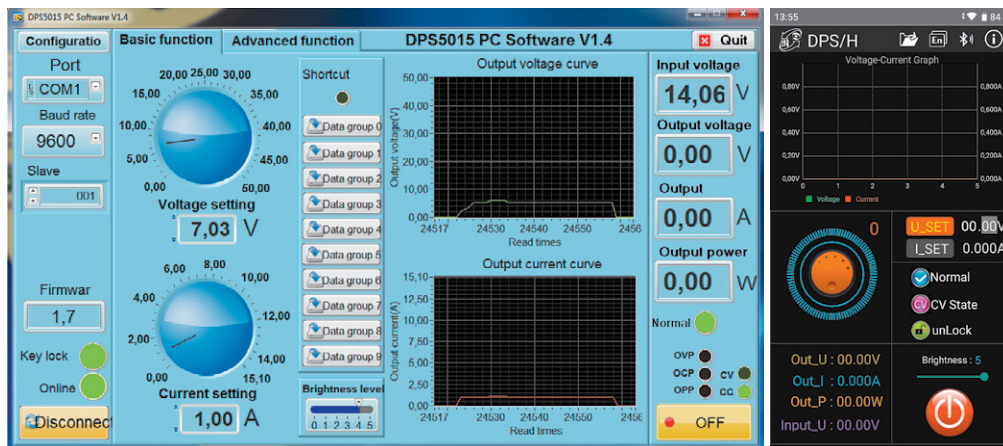 DPS5015 PC Software V1.4
Configuratio
Port
COM1
Baud rate
9600
Slave
001
Firmwar
1,7
Key lock
Online
Disconnect
Basic function
Advanced function
DPS5015 PC Software V1.4
Quit
20,00 25,00 30,00
15,00
35,00
10,00
40,00
5,00
45,00
0,00
50,00
Voltage setting
7,03 V
6,00
8,00
10,00
4,00
12,00
2,00
14,00
0,00
15,10
Current setting
1,00 A
Shortcut
Data group 0
Data group 1
Data group 2
Data group 3
Data group 4
Data group 5
Data group 6
Data group 7
Data group 8
Data group 9
Brightness level
0 1 2 3 4 5
Output voltage curve
Output voltage(V)
50,00
40,00
30,00
20,00
10,00
0,00
24517 24530 24540 24550 2456
Read times
Output current curve
Output current(A)
15,10
12,50
10,00
7,50
5,00
2,50
0,00
24517 24530 24540 24550 2456
Read times
Input voltage
14,06 V
Output voltage
0,00 V
Output
0,00 A
Output power
0,00 W
Normal
OVP
OCP CV
OPP CC
OFF
13:55
84
DPS/H
En
Voltage-Current Graph
0,80V 0,800A
0,60V 0,600A
0,40V 0,400A
0,20V 0,200A
0,00V 0,000A
0 1 2 3 4 5
Voltage Current
0
U_SET 00.00V
I_SET 0.000A
Normal
CV CV State
unLock
Out_U : 00.00V
Out_I : 0.000A
Out_P : 00.00W
Input_U : 00.00V
Brightness : 5